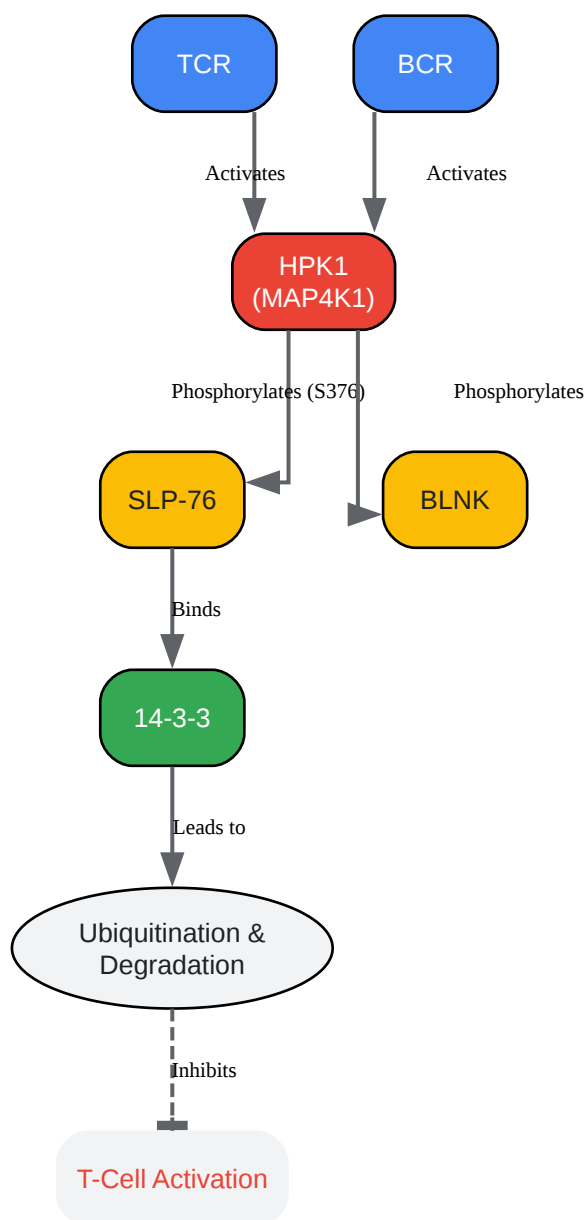 TCR
BCR
Activates
Activates
HPK1
(MAP4K1)
Phosphorylates (S376)
Phosphorylates
SLP-76
BLNK
Binds
14-3-3
Leads to
Ubiquitination &
Degradation
Inhibits
T-Cell Activation